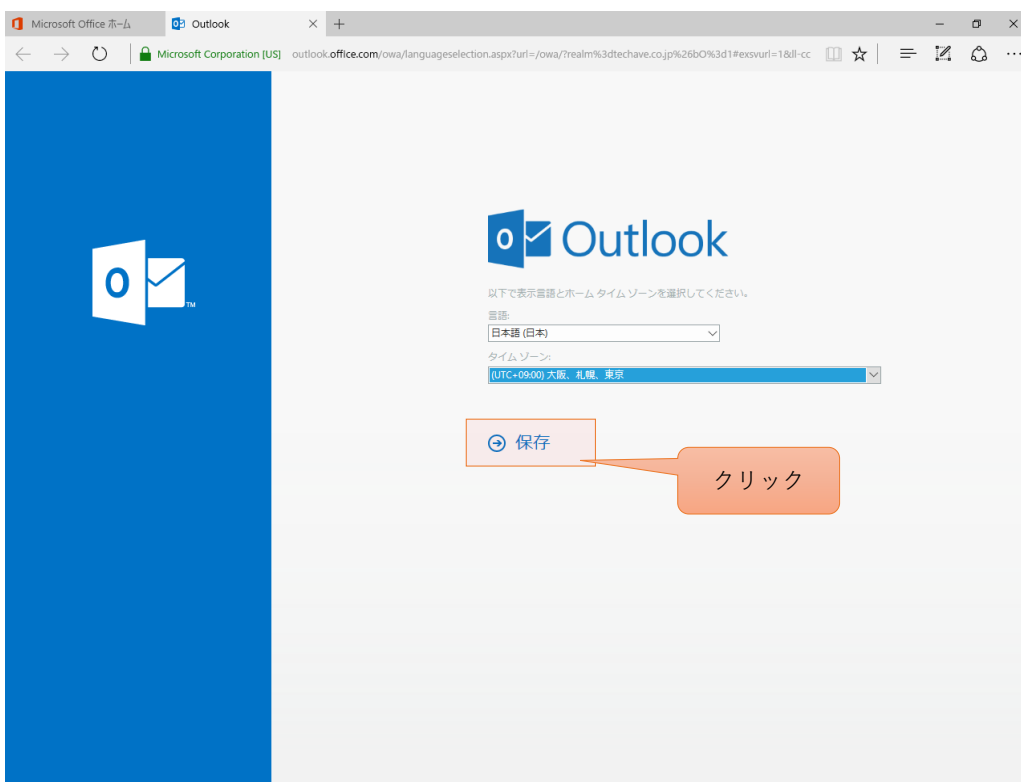 Microsoft Office ホーム
Outlook
Microsoft Corporation [US] outlook.office.com/owa/languageselection.aspx?url=/owa/?realm%3dtechave.co.jp%26bO%3d1#exsvurl=1&ll-cc
O
TM
O Outlook
以下で表示言語とホーム タイム ゾーンを選択してください。
言語:
日本語 (日本)
タイム ゾーン:
(UTC+09:00) 大阪、札幌、東京
保存
クリック